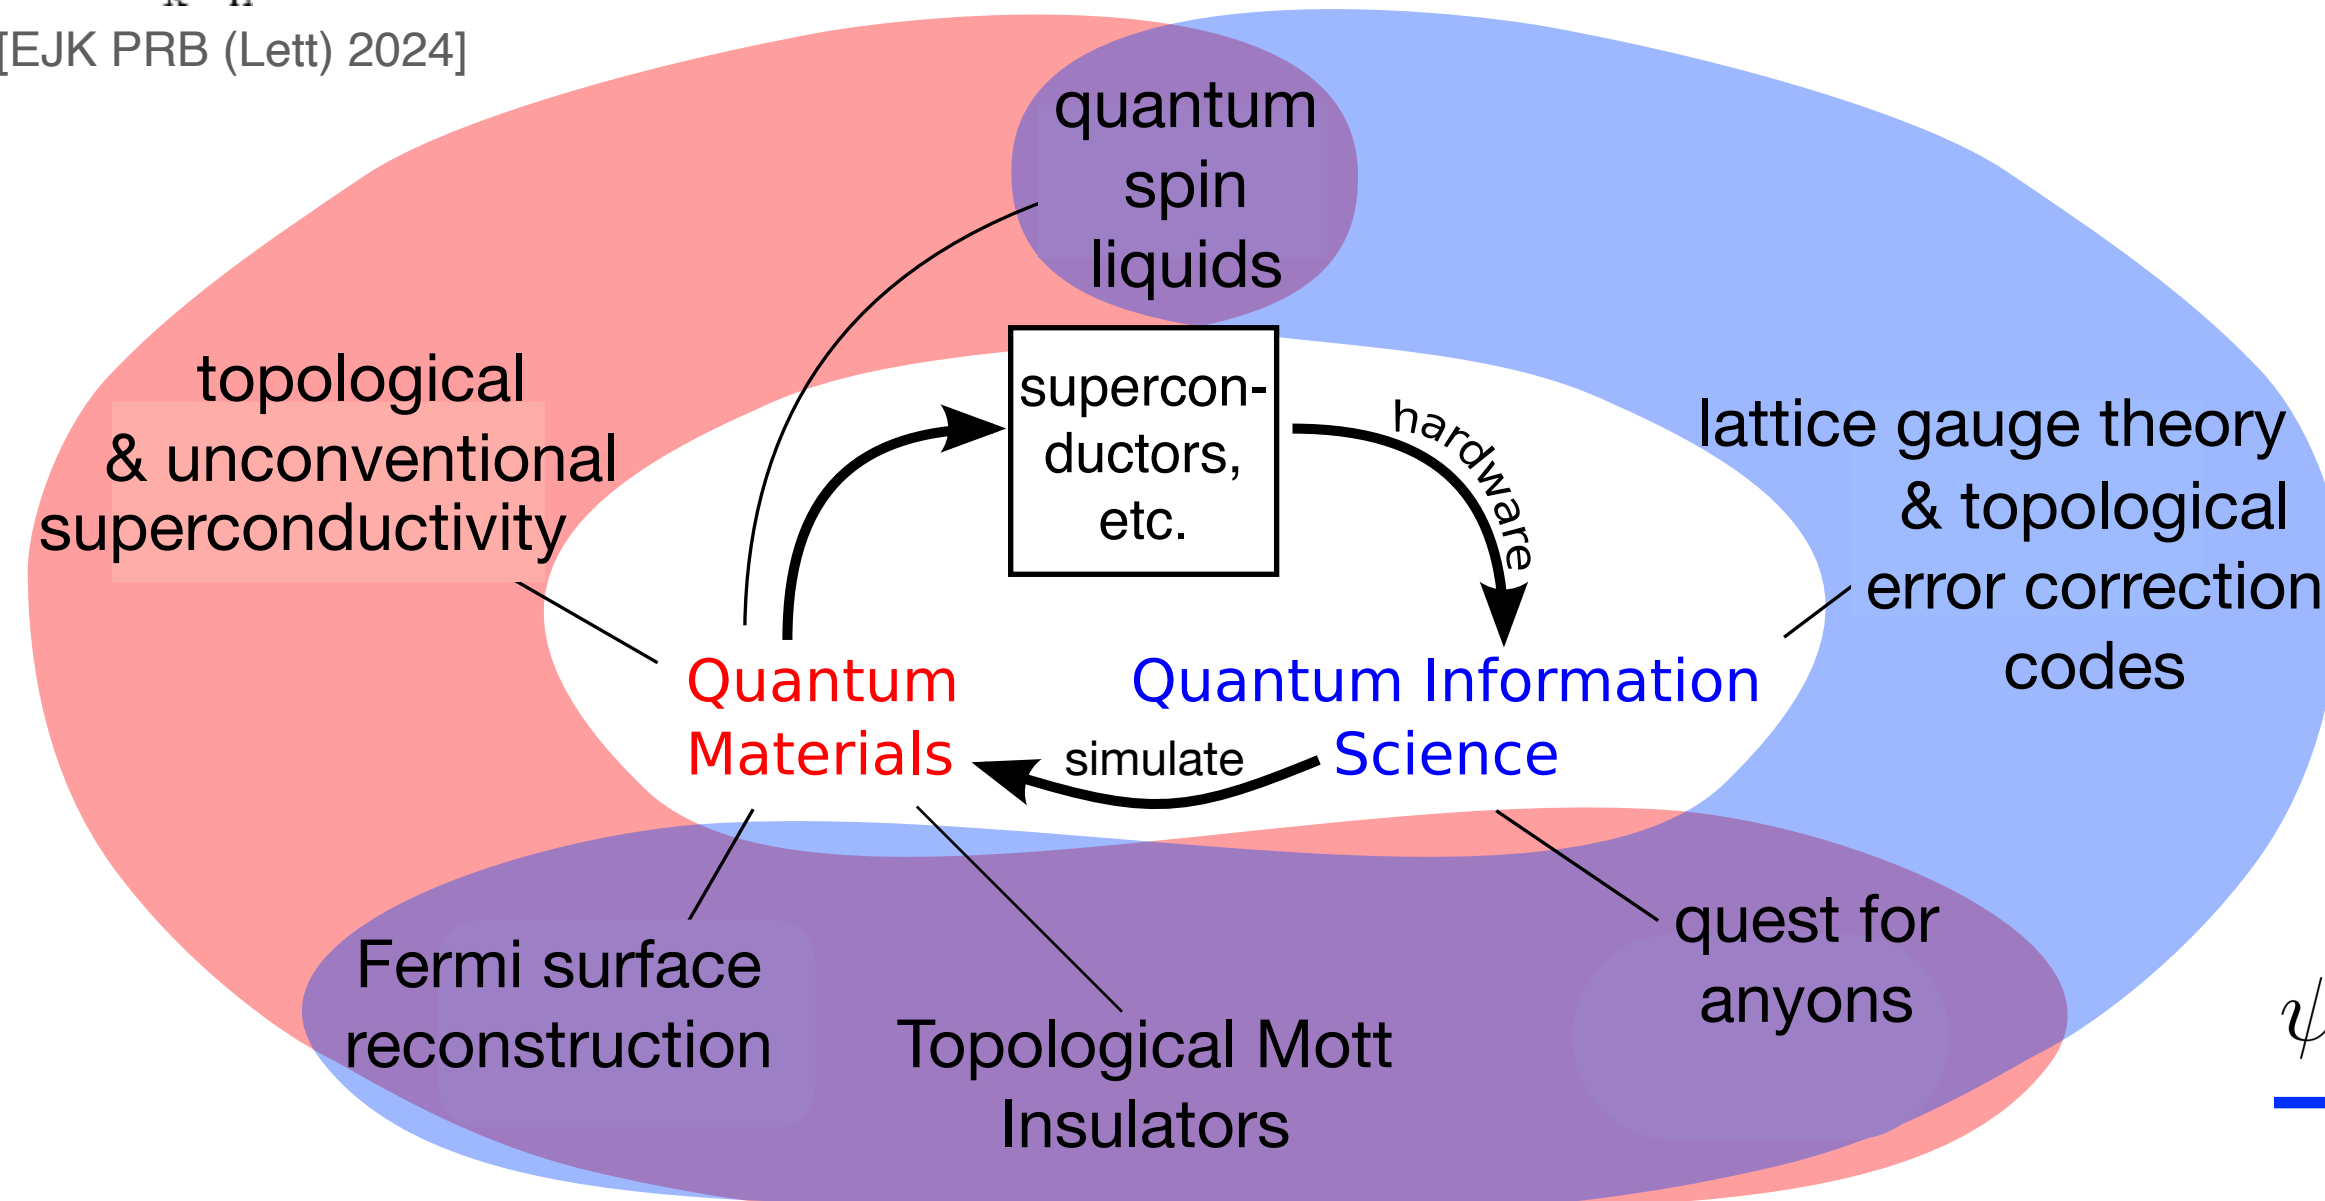 [EJK PRB (Lett) 2024]
quantum
spin
liquids
topological
& unconventional
superconductivity
supercon-
ductors,
etc.
hardware
lattice gauge theory
& topological
error correction
codes
Quantum
Materials
Quantum Information
Science
simulate
quest for
anyons
Fermi surface
reconstruction
Topological Mott
Insulators
ψ